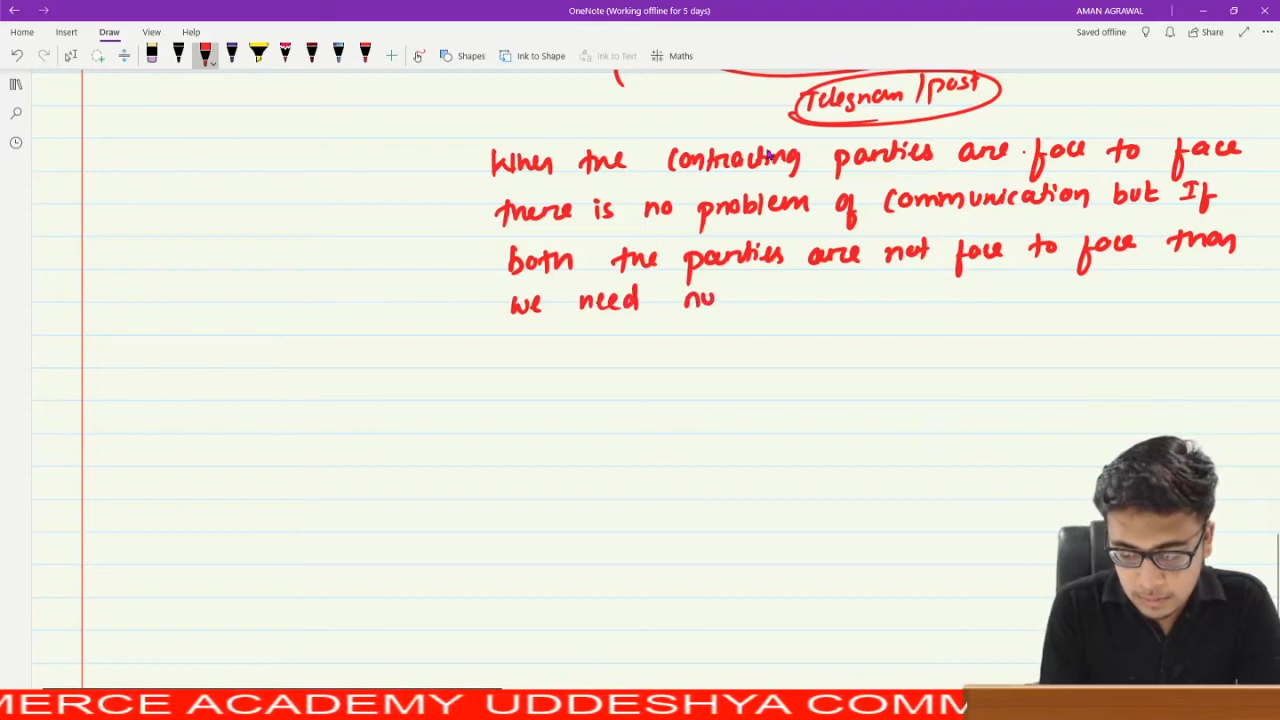 OneNote (Working offline for 5 days)
AMAN AGRAWAL
Home Insert Draw View Help
Saved offline Share
Shapes Ink to Shape Ink to Text Maths
Telegram / post
When the contracting parties are face to face
there is no problem of communication but If
both the parties are not face to face than
we need nu
MERCE ACADEMY UDDESHYA COMM